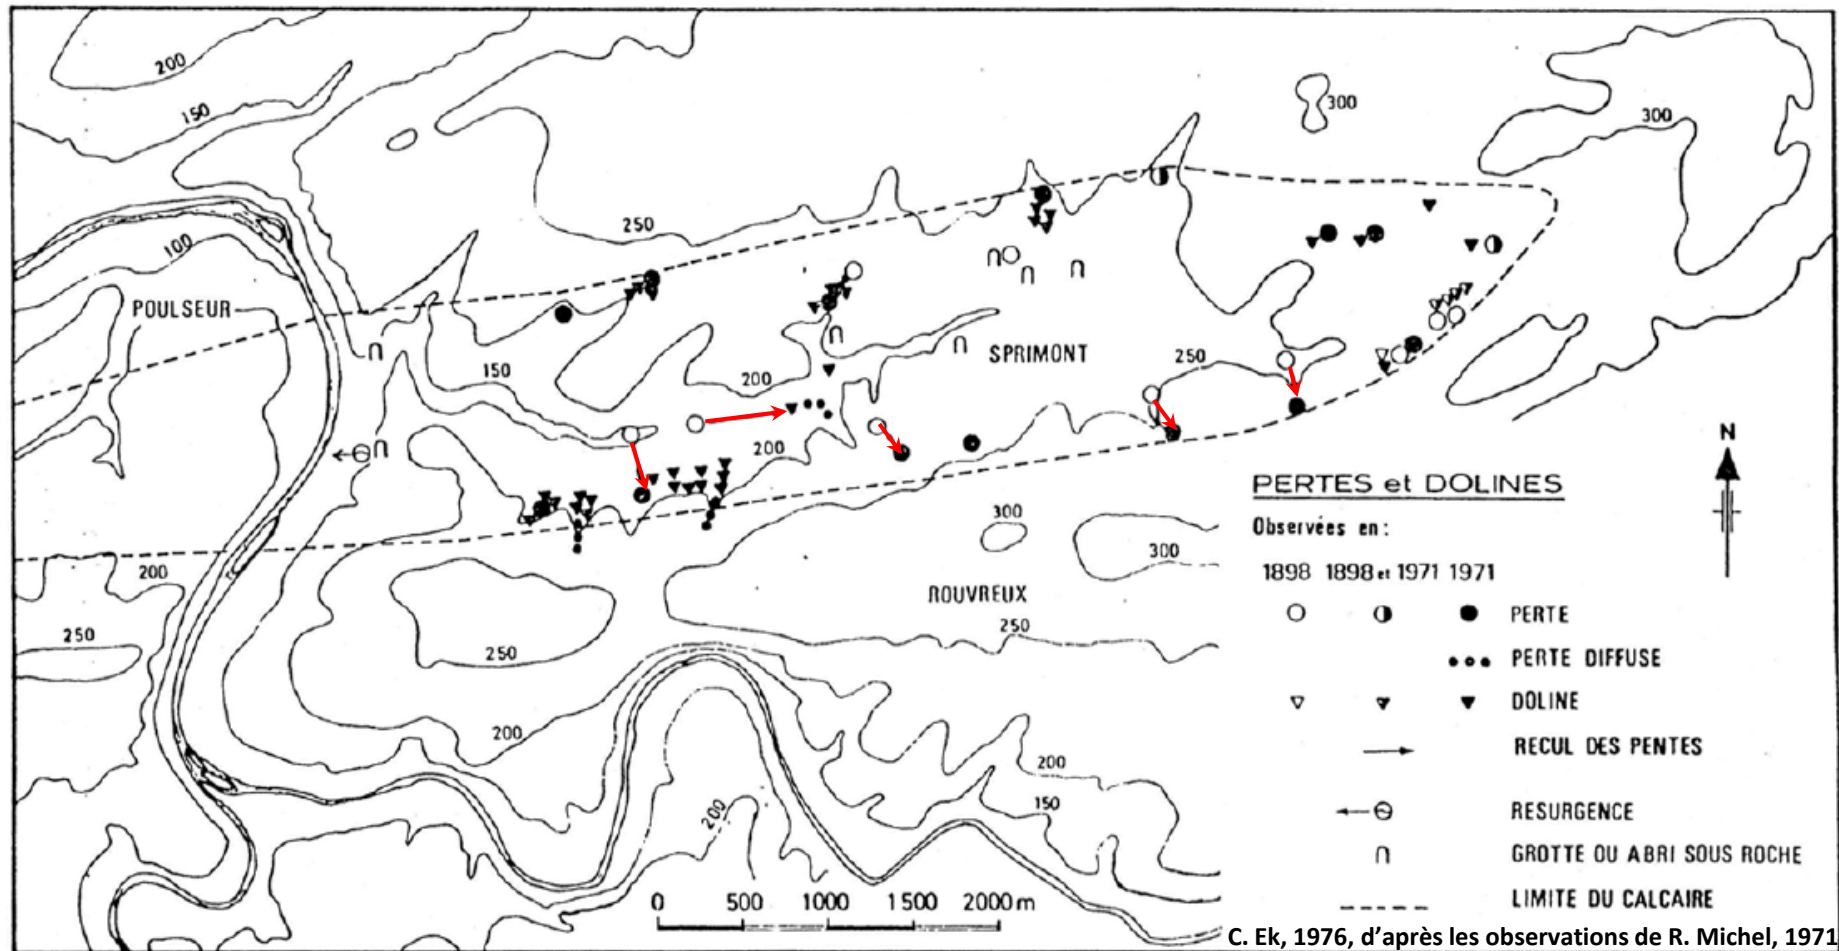 200
150
300
300
100
250
POULSEUR
SPRIMONT
150
200
250
200
200
250
250
200
300
300
ROUVREUX
250
200
200
150
N
PERTES et DOLINES
Observées en :
1898 1898 et 1971 1971
PERTE
PERTE DIFFUSE
DOLINE
RECUL DES PENTES
RESURGENCE
GROTTE OU ABRI SOUS ROCHE
LIMITE DU CALCAIRE
0 500 1000 1500 2000 m
C. Ek, 1976, d’après les observations de R. Michel, 1971